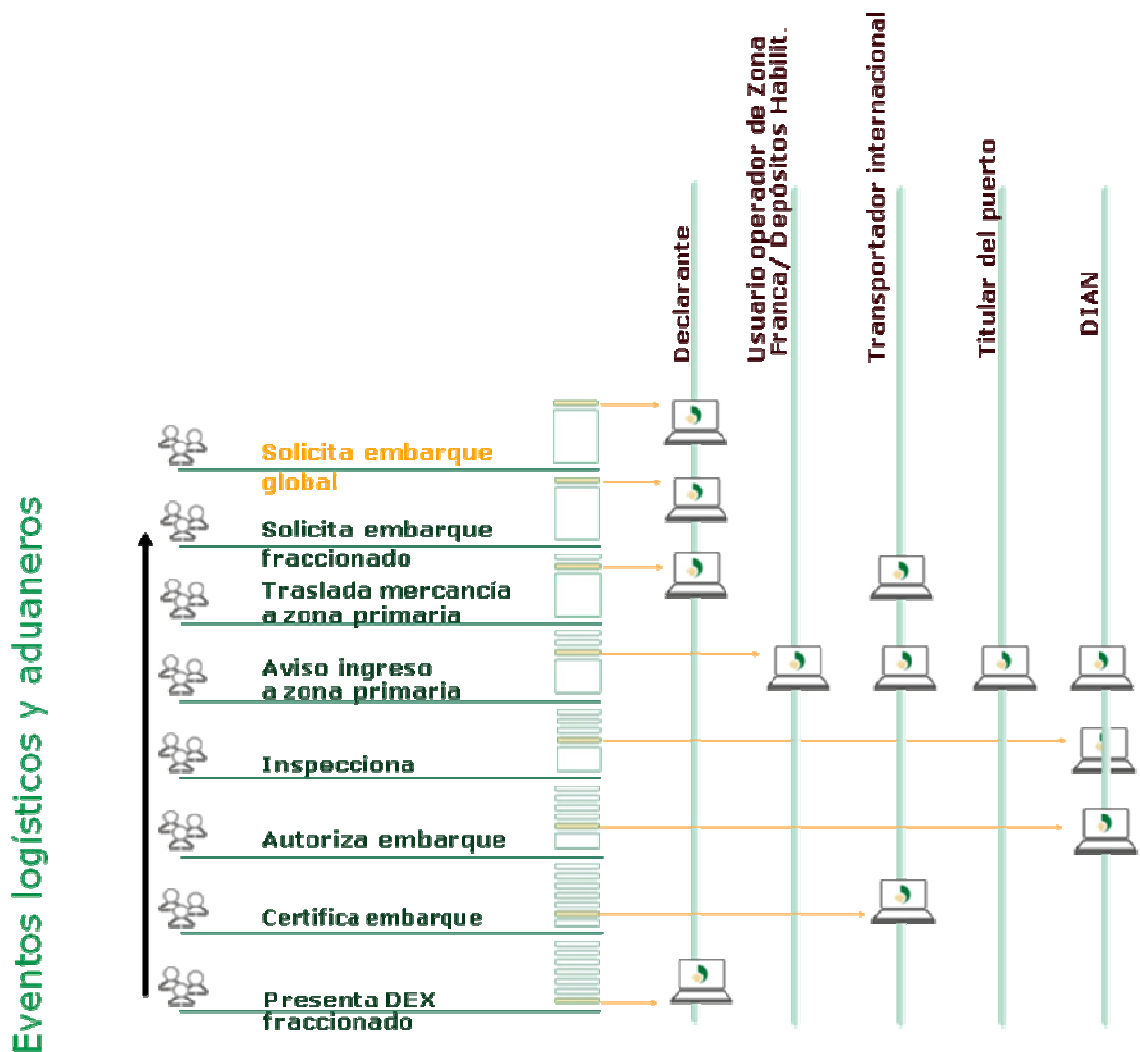 Eventos logísticos y aduaneros
Declarante
Usuario operador de Zona
Franca/ Depósitos Habilit.
Transportador internacional
Titular del puerto
DIAN
Solicita embarque
global
Solicita embarque
fraccionado
Traslada mercancía
a zona primaria
Aviso ingreso
a zona primaria
Inspecciona
Autoriza embarque
Certifica embarque
Presenta DEX
fraccionado